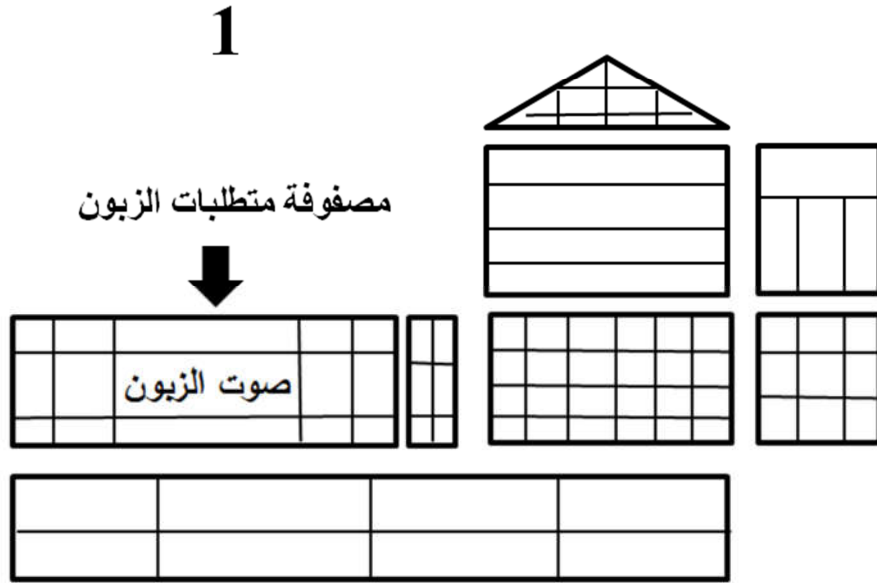 1
مصفوفة متطلبات الزبون
صوت الزبون